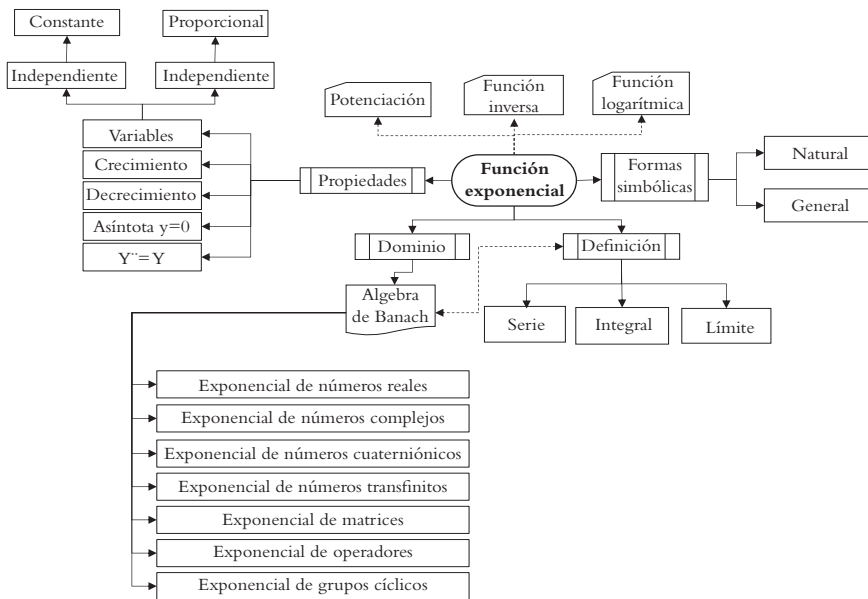 Constante
Proporcional
Independiente
Independiente
Variables
Crecimiento
Decrecimiento
Asíntota y=0
Y¨=Y
Propiedades
Potenciación
Función
inversa
Función
logarítmica
Función
exponencial
Formas
simbólicas
Natural
General
Dominio
Definición
Algebra
de Banach
Serie
Integral
Límite
Exponencial de números reales
Exponencial de números complejos
Exponencial de números cuaterniónicos
Exponencial de números transfinitos
Exponencial de matrices
Exponencial de operadores
Exponencial de grupos cíclicos